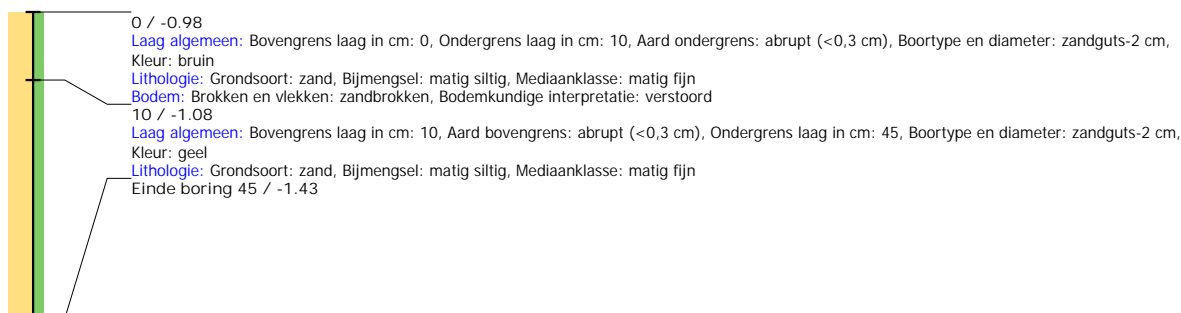 0 / -0.98
Laag algemeen: Bovengrens laag in cm: 0, Ondergrens laag in cm: 10, Aard ondergrens: abrupt (<0,3 cm), Boortype en diameter: zandguts-2 cm,
Kleur: bruin
Lithologie: Grondsoort: zand, Bijmengsel: matig siltig, Mediaanklasse: matig fijn
Bodem: Brokken en vlekken: zandbrokken, Bodemkundige interpretatie: verstoord
10 / -1.08
Laag algemeen: Bovengrens laag in cm: 10, Aard bovengrens: abrupt (<0,3 cm), Ondergrens laag in cm: 45, Boortype en diameter: zandguts-2 cm,
Kleur: geel
Lithologie: Grondsoort: zand, Bijmengsel: matig siltig, Mediaanklasse: matig fijn
Einde boring 45 / -1.43